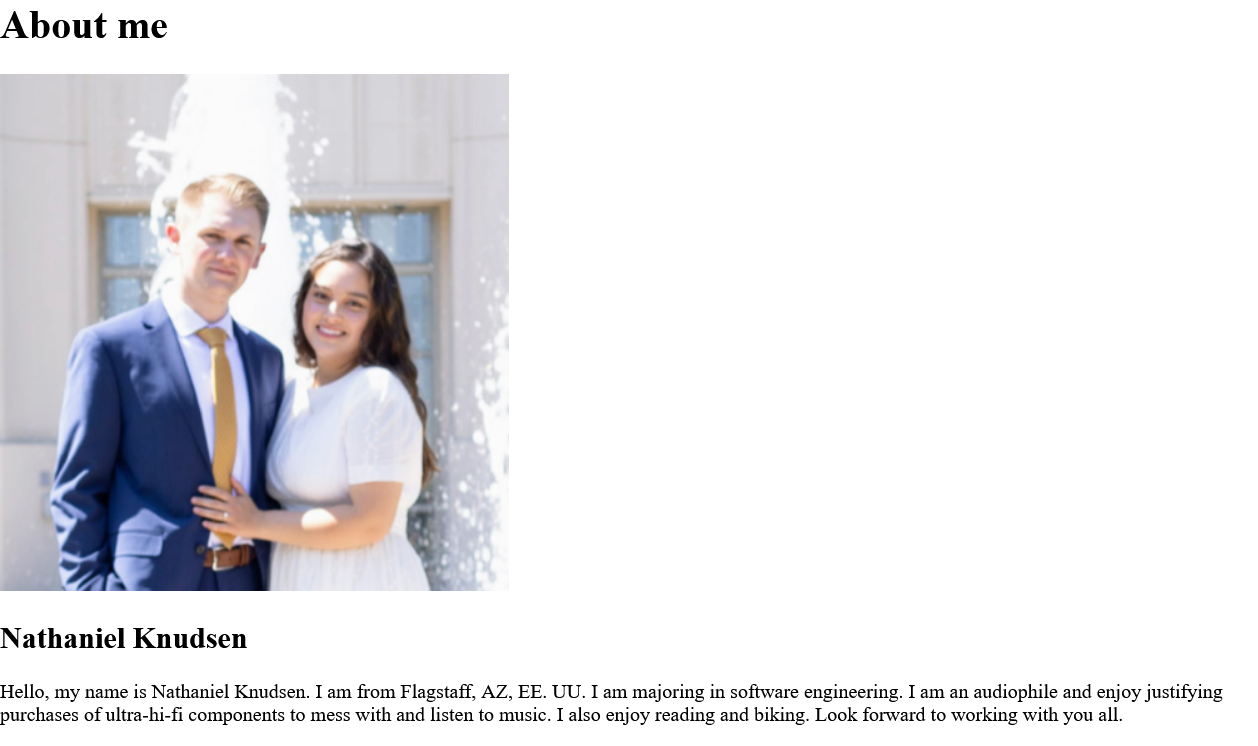 About me
Nathaniel Knudsen
Hello, my name is Nathaniel Knudsen. I am from Flagstaff, AZ, EE. UU. I am majoring in software engineering. I am an audiophile and enjoy justifying
purchases of ultra-hi-fi components to mess with and listen to music. I also enjoy reading and biking. Look forward to working with you all.